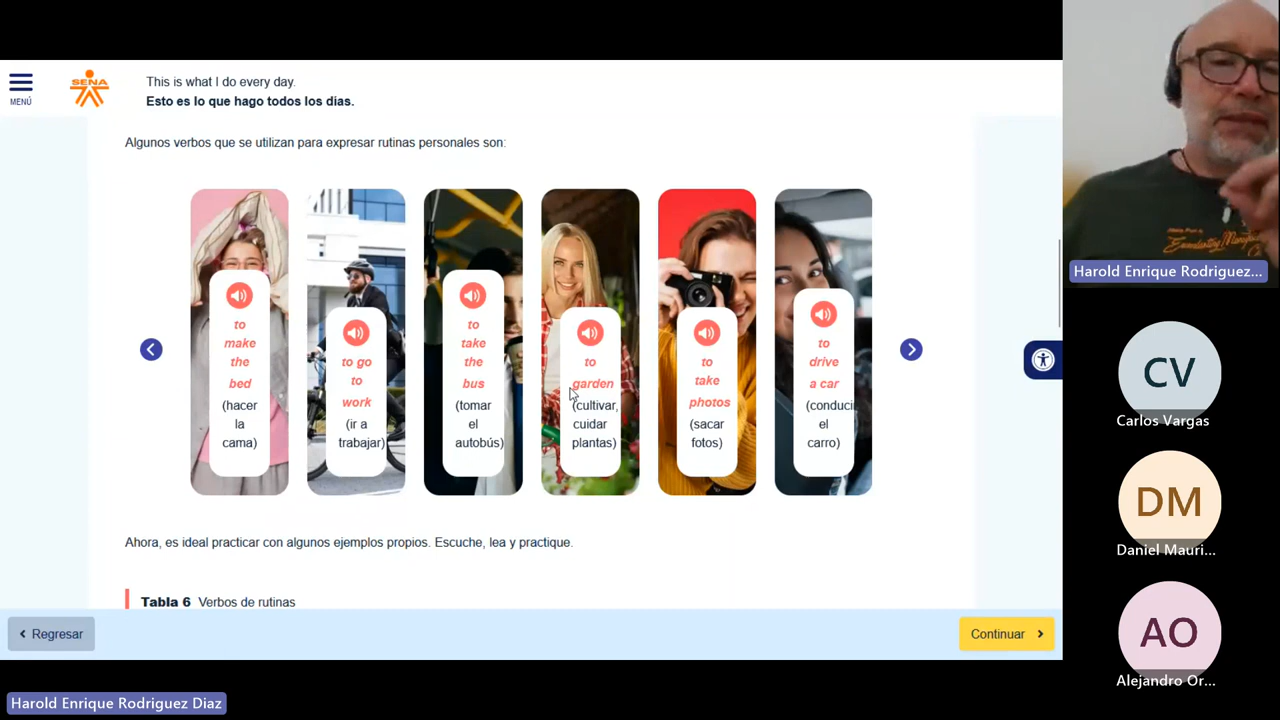 MENÚ
SENA
This is what I do every day.
Esto es lo que hago todos los dias.
Algunos verbos que se utilizan para expresar rutinas personales son:
to
make
the
bed
(hacer
la
cama)
to go
to
work
(ir a
trabajar)
to
take
the
bus
(tomar
el
autobús)
to
garden
(cultivar,
cuidar
plantas)
to
take
photos
(sacar
fotos)
to
drive
a car
(conduci
el
carro)
Ahora, es ideal practicar con algunos ejemplos propios. Escuche, lea y practique.
Tabla 6 Verbos de rutinas
Regresar
Continuar
Harold Enrique Rodriguez Diaz
Harold Enrique Rodriguez...
CV
Carlos Vargas
DM
Daniel Mauri...
AO
Alejandro Or...